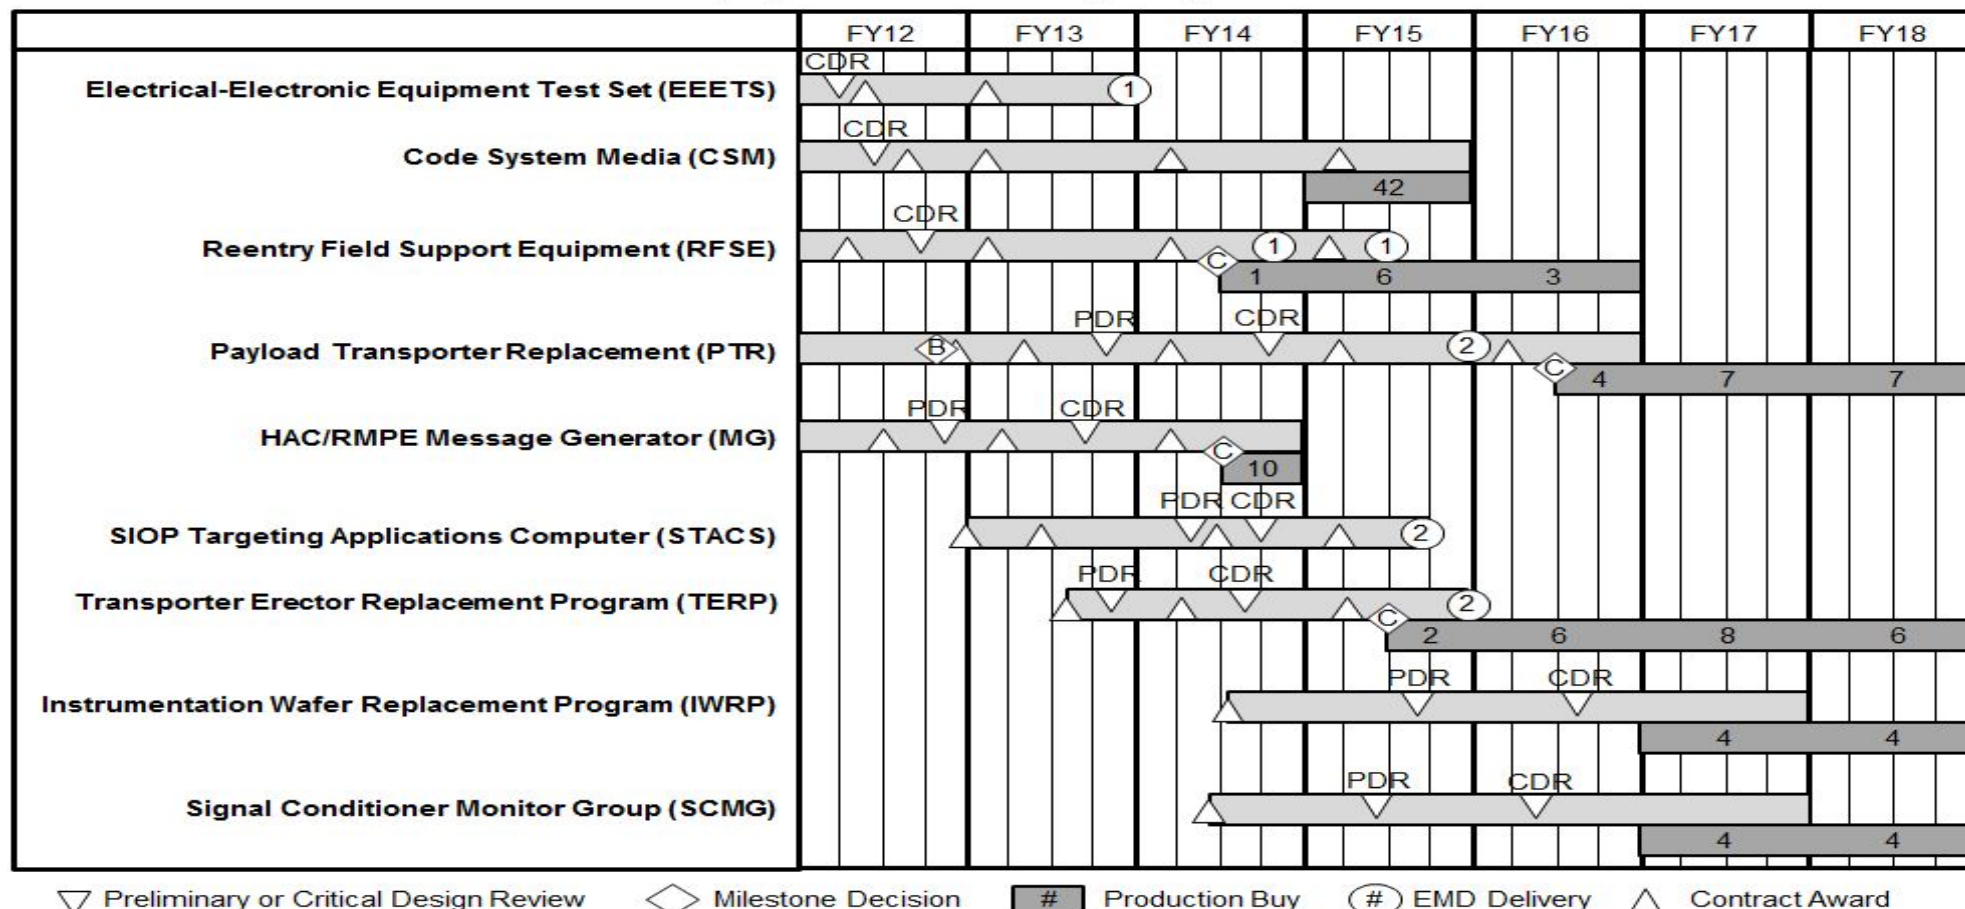 FY12 FY13 FY14 FY15 FY16 FY17 FY18
CDR
Electrical-Electronic Equipment Test Set (EEETS) 1
CDR
Code System Media (CSM)
42
CDR
Reentry Field Support Equipment (RFSE) 1 1
C 1 6 3
PDR CDR
Payload Transporter Replacement (PTR) B 2
C 4 7 7
PDR CDR
HAC/RMPE Message Generator (MG)
C 10
PDR CDR
SIOP Targeting Applications Computer (STACS) 2
PDR CDR
Transporter Erector Replacement Program (TERP) 2
C 2 6 8 6
PDR CDR
Instrumentation Wafer Replacement Program (IWRP)
4 4
PDR CDR
Signal Conditioner Monitor Group (SCMG)
4 4
Preliminary or Critical Design Review Milestone Decision # Production Buy # EMD Delivery Contract Award